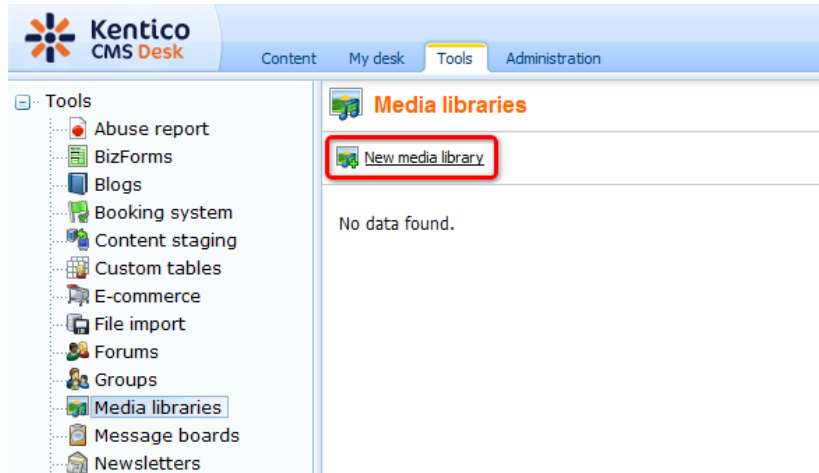 Kentico
CMS Desk
Content My desk Tools Administration
Tools
Abuse report
BizForms
Blogs
Booking system
Content staging
Custom tables
E-commerce
File import
Forums
Groups
Media libraries
Message boards
Newsletters
Media libraries
New media library
No data found.